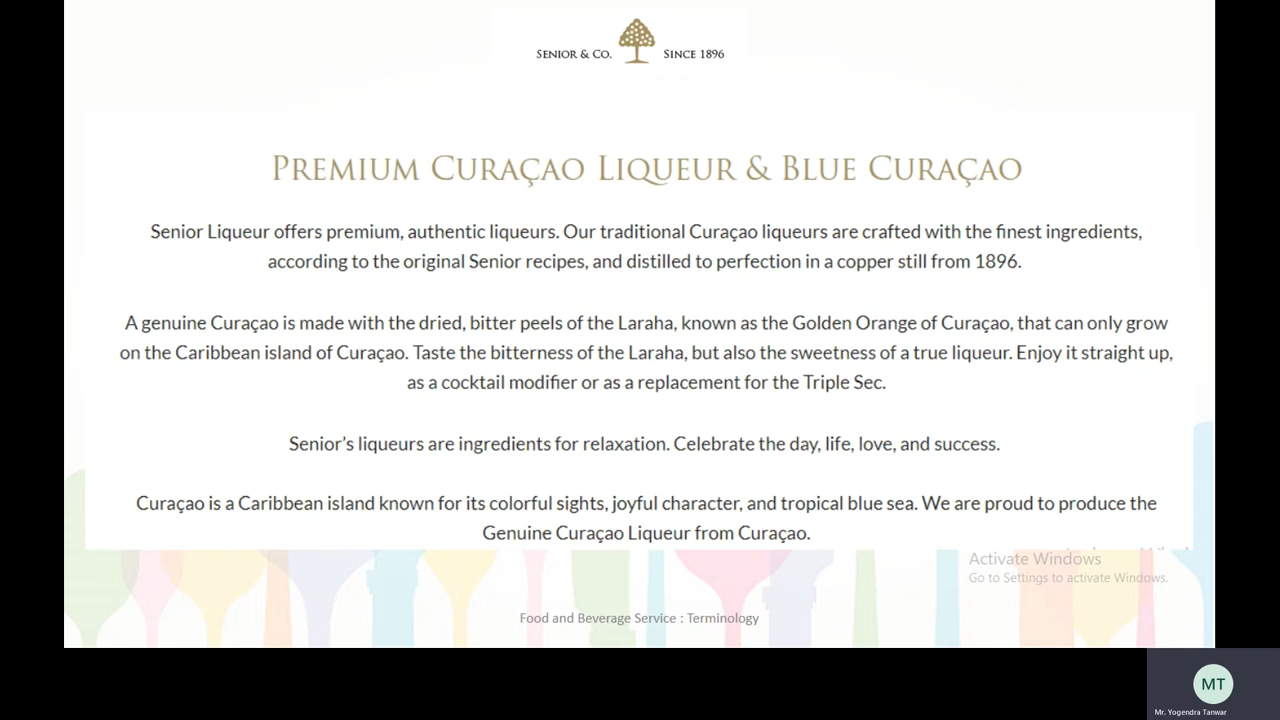 SENIOR & CO. SINCE 1896
PREMIUM CURAÇAO LIQUEUR & BLUE CURAÇAO
Senior Liqueur offers premium, authentic liqueurs. Our traditional Curaçao liqueurs are crafted with the finest ingredients,
according to the original Senior recipes, and distilled to perfection in a copper still from 1896.
A genuine Curaçao is made with the dried, bitter peels of the Laraha, known as the Golden Orange of Curaçao, that can only grow
on the Caribbean island of Curaçao. Taste the bitterness of the Laraha, but also the sweetness of a true liqueur. Enjoy it straight up,
as a cocktail modifier or as a replacement for the Triple Sec.
Senior’s liqueurs are ingredients for relaxation. Celebrate the day, life, love, and success.
Curaçao is a Caribbean island known for its colorful sights, joyful character, and tropical blue sea. We are proud to produce the
Genuine Curaçao Liqueur from Curaçao.
Activate Windows
Go to Settings to activate Windows.
Food and Beverage Service : Terminology
MT
Mr. Yogendra Tanwar